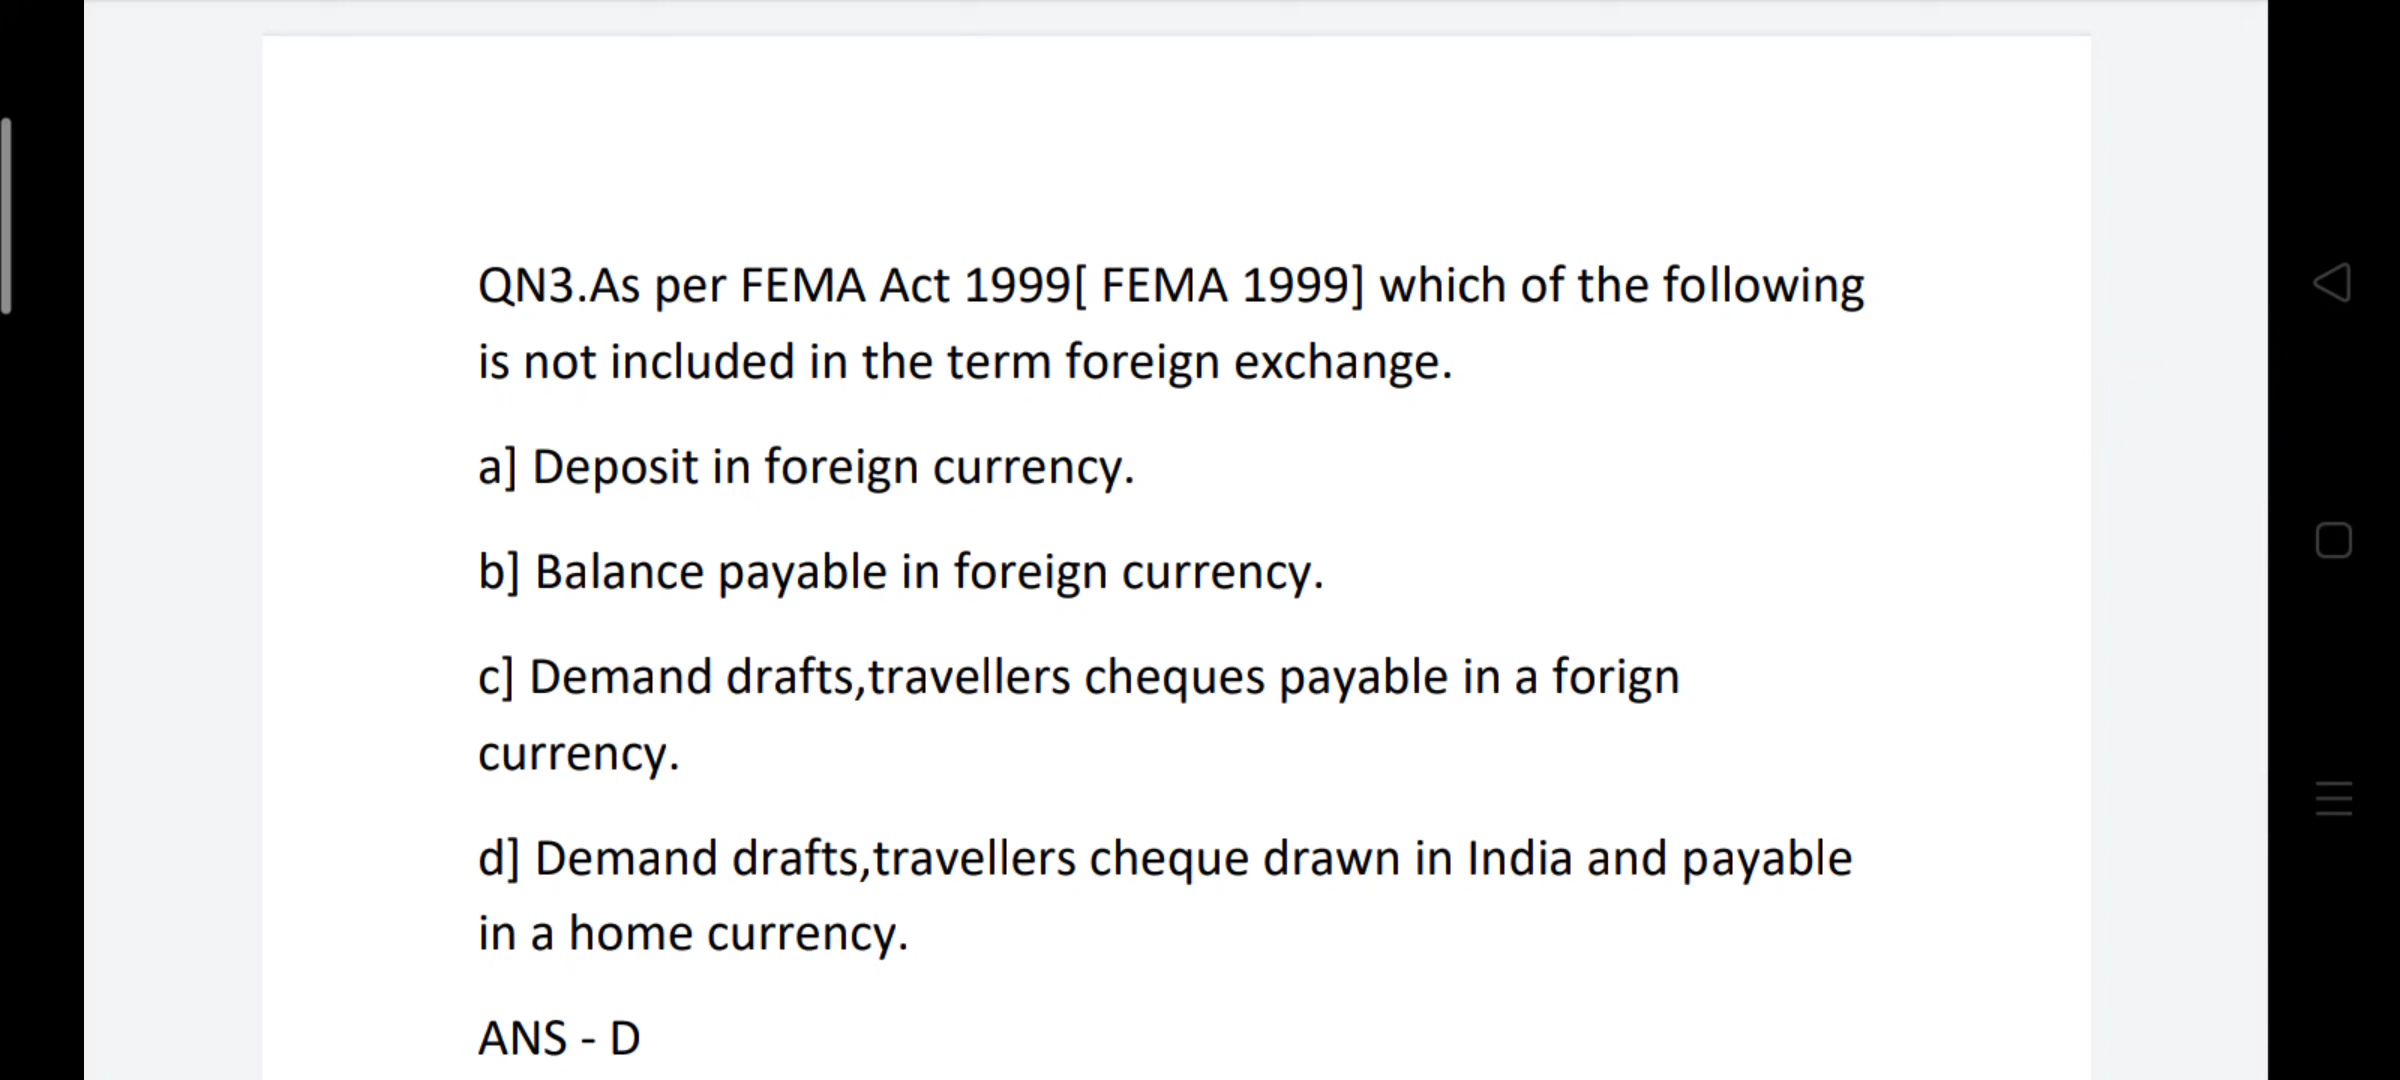 QN3.As per FEMA Act 1999[ FEMA 1999] which of the following
is not included in the term foreign exchange.
a] Deposit in foreign currency.
b] Balance payable in foreign currency.
c] Demand drafts,travellers cheques payable in a forign
currency.
d] Demand drafts,travellers cheque drawn in India and payable
in a home currency.
ANS - D